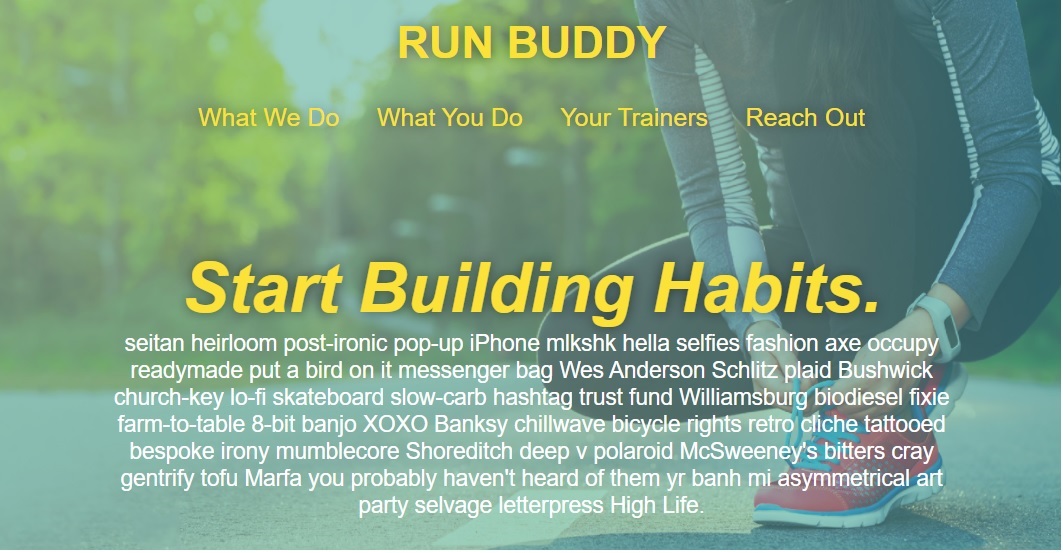 RUN BUDDY
What We Do What You Do Your Trainers Reach Out
Start Building Habits.
seitan heirloom post-ironic pop-up iPhone mlkshk hella selfies fashion axe occupy
readymade put a bird on it messenger bag Wes Anderson Schlitz plaid Bushwick
church-key lo-fi skateboard slow-carb hashtag trust fund Williamsburg biodiesel fixie
farm-to-table 8-bit banjo XOXO Banksy chillwave bicycle rights retro cliche tattooed
bespoke irony mumblecore Shoreditch deep v polaroid McSweeney's bitters cray
gentrify tofu Marfa you probably haven't heard of them yr banh mi asymmetrical art
party selvage letterpress High Life.